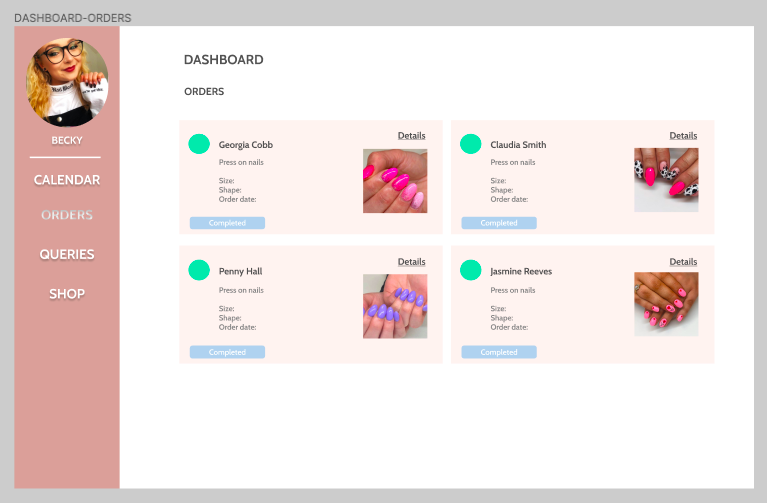 DASHBOARD-ORDERS
BECKY
CALENDAR
ORDERS
QUERIES
SHOP
DASHBOARD
ORDERS
Details
Georgia Cobb
Press on nails
Size:
Shape:
Order date:
Completed
Details
Claudia Smith
Press on nails
Size:
Shape:
Order date:
Completed
Details
Penny Hall
Press on nails
Size:
Shape:
Order date:
Completed
Details
Jasmine Reeves
Press on nails
Size:
Shape:
Order date:
Completed